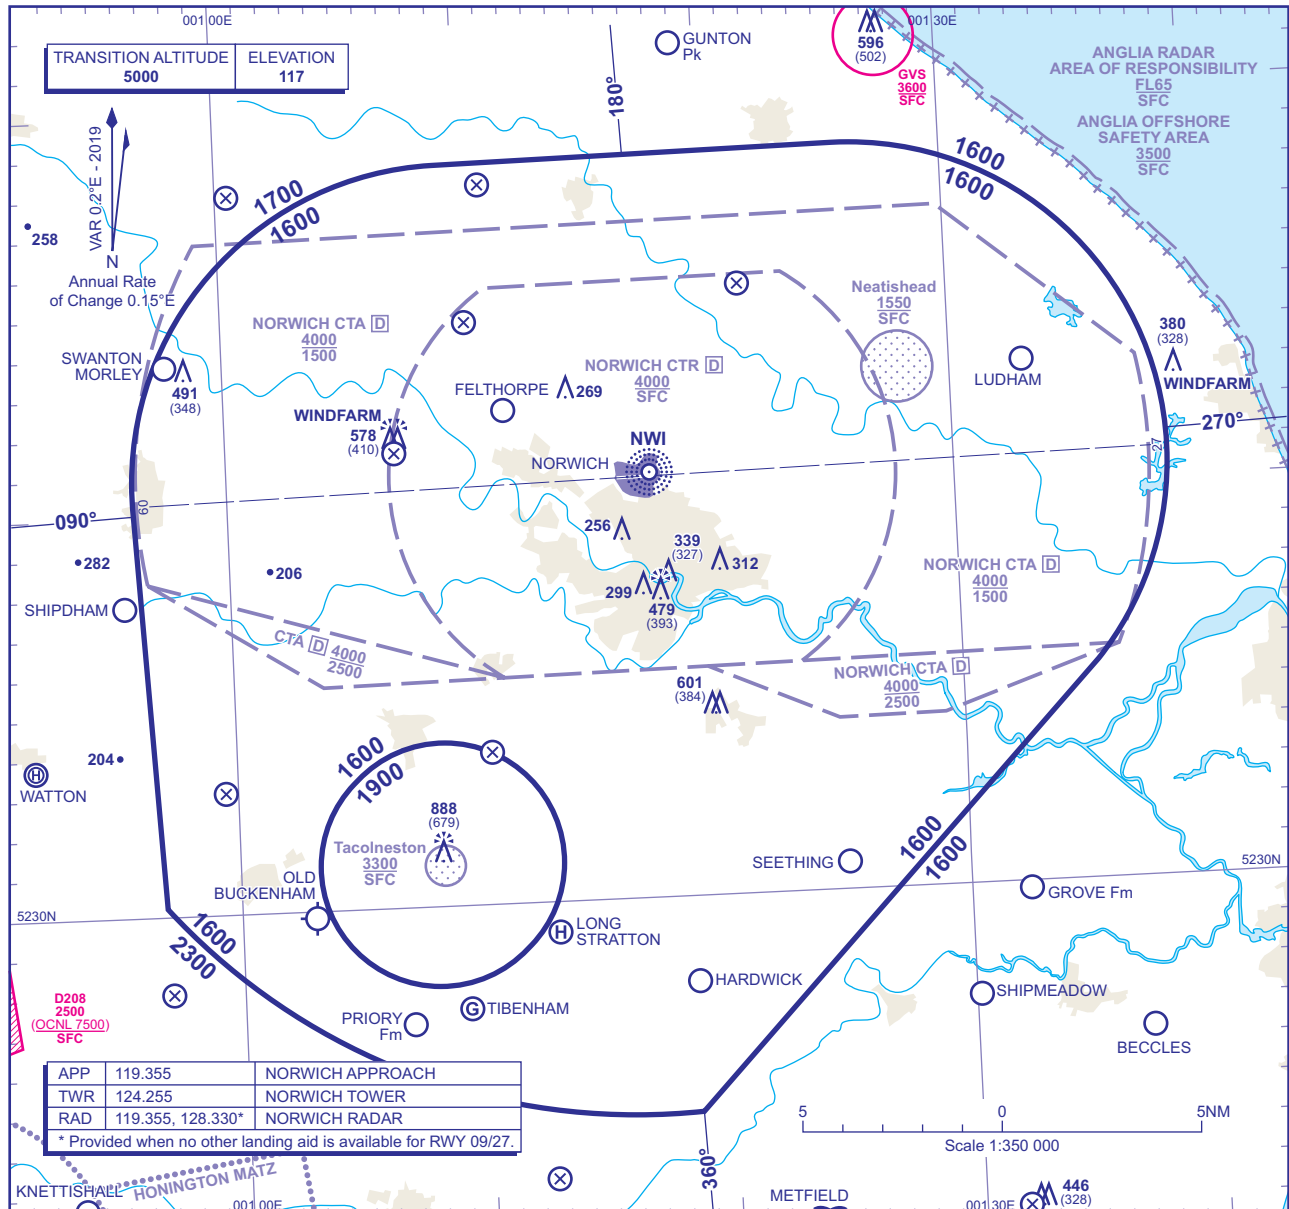 001 00E
001 30E
GUNTON
Pk
596
(502)
GVS
3600
SFC
ANGLIA RADAR
AREA OF RESPONSIBILITY
FL65
SFC
ANGLIA OFFSHORE
SAFETY AREA
3500
SFC
TRANSITION ALTITUDE
5000
ELEVATION
117
180°
VAR 0.2°E - 2019
N
Annual Rate
of Change 0.15°E
258
1700
1600
1600
1600
Neatishead
1550
SFC
NORWICH CTA D
4000
1500
NORWICH CTR D
4000
SFC
380
(328)
WINDFARM
SWANTON
MORLEY
491
(348)
FELTHORPE
269
LUDHAM
WINDFARM
578
(410)
NWI
NORWICH
270°
27
09
090°
256
339
(327)
312
299
479
(393)
282
206
SHIPDHAM
NORWICH CTA D
4000
1500
CTA D 4000
2500
NORWICH CTA D
4000
2500
601
(384)
204
H
WATTON
1600
1900
888
(679)
Tacolneston
3300
SFC
OLD
BUCKENHAM
SEETHING
1600
1600
5230N
GROVE Fm
5230N
1600
2300
H
LONG
STRATTON
HARDWICK
SHIPMEADOW
BECCLES
D208
2500
(OCNL 7500)
SFC
PRIORY
Fm
G
TIBENHAM
APP 119.355 NORWICH APPROACH
TWR 124.255 NORWICH TOWER
RAD 119.355, 128.330* NORWICH RADAR
* Provided when no other landing aid is available for RWY 09/27.
5 0 5NM
Scale 1:350 000
360°
HONINGTON MATZ
KNETTISHALL
001 00E
METFIELD
001 30E
446
(328)